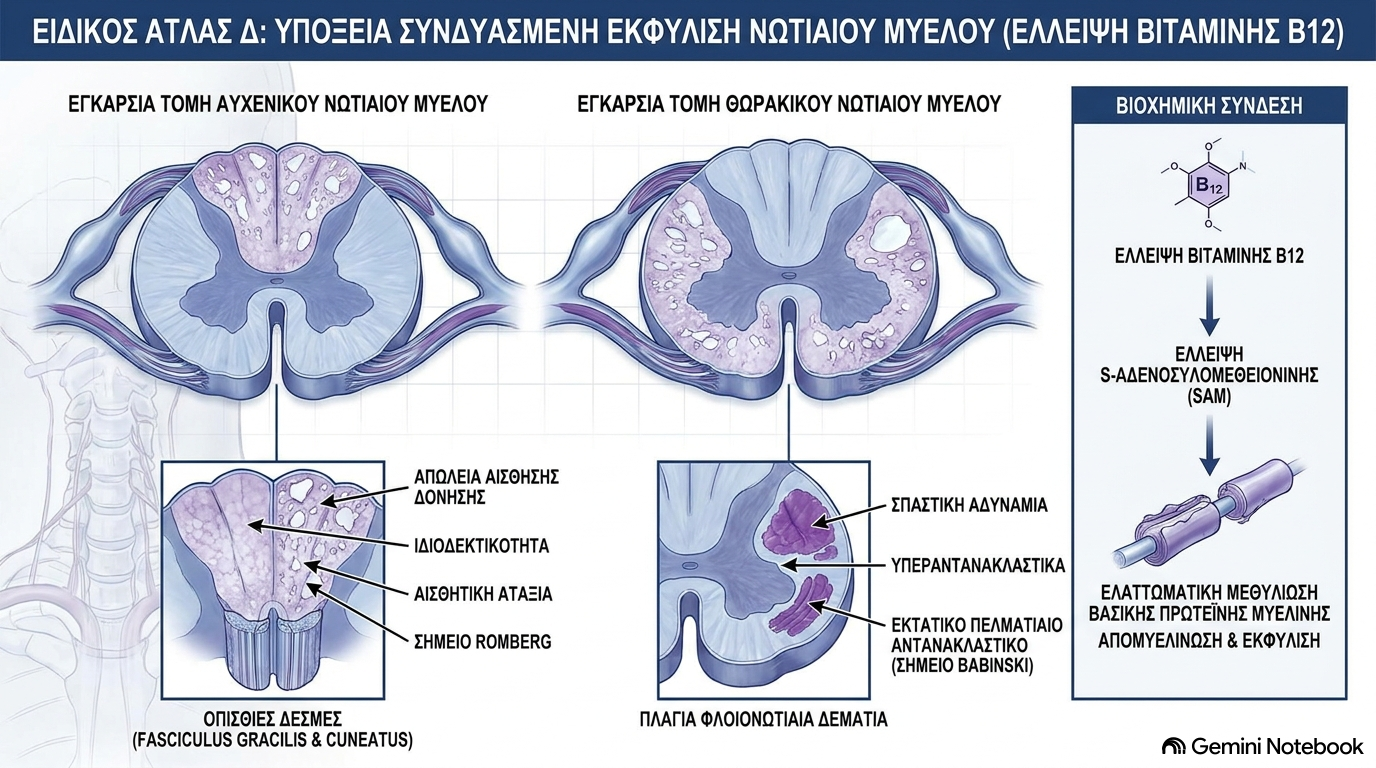 ΕΙΔΙΚΟΣ ΑΤΛΑΣ Δ: ΥΠΟΞΕΙΑ ΣΥΝΔΥΑΣΜΕΝΗ ΕΚΦΥΛΙΣΗ ΝΩΤΙΑΙΟΥ ΜΥΕΛΟΥ (ΕΛΛΕΙΨΗ ΒΙΤΑΜΙΝΗΣ Β12)
ΕΓΚΑΡΣΙΑ ΤΟΜΗ ΑΥΧΕΝΙΚΟΥ ΝΩΤΙΑΙΟΥ ΜΥΕΛΟΥ
ΑΠΩΛΕΙΑ ΑΙΣΘΗΣΗΣ
ΔΟΝΗΣΗΣ
ΙΔΙΟΔΕΚΤΙΚΟΤΗΤΑ
ΑΙΣΘΗΤΙΚΗ ΑΤΑΞΙΑ
ΣΗΜΕΙΟ ROMBERG
ΟΠΙΣΘΙΕΣ ΔΕΣΜΕΣ
(FASCICULUS GRACILIS & CUNEATUS)
ΕΓΚΑΡΣΙΑ ΤΟΜΗ ΘΩΡΑΚΙΚΟΥ ΝΩΤΙΑΙΟΥ ΜΥΕΛΟΥ
ΣΠΑΣΤΙΚΗ ΑΔΥΝΑΜΙΑ
ΥΠΕΡΑΝΤΑΝΑΚΛΑΣΤΙΚΑ
ΕΚΤΑΤΙΚΟ ΠΕΛΜΑΤΙΑΙΟ
ΑΝΤΑΝΑΚΛΑΣΤΙΚΟ
(ΣΗΜΕΙΟ BABINSKI)
ΠΛΑΓΙΑ ΦΛΟΙΟΝΩΤΙΑΙΑ ΔΕΜΑΤΙΑ
ΒΙΟΧΗΜΙΚΗ ΣΥΝΔΕΣΗ
O
O
N
B12
O
ΕΛΛΕΙΨΗ ΒΙΤΑΜΙΝΗΣ Β12
ΕΛΛΕΙΨΗ
S-ΑΔΕΝΟΣΥΛΟΜΕΘΕΙΟΝΙΝΗΣ
(SAM)
ΕΛΑΤΤΩΜΑΤΙΚΗ ΜΕΘΥΛΙΩΣΗ
ΒΑΣΙΚΗΣ ΠΡΩΤΕΪΝΗΣ ΜΥΕΛΙΝΗΣ
ΑΠΟΜΥΕΛΙΝΩΣΗ & ΕΚΦΥΛΙΣΗ
Gemini Notebook